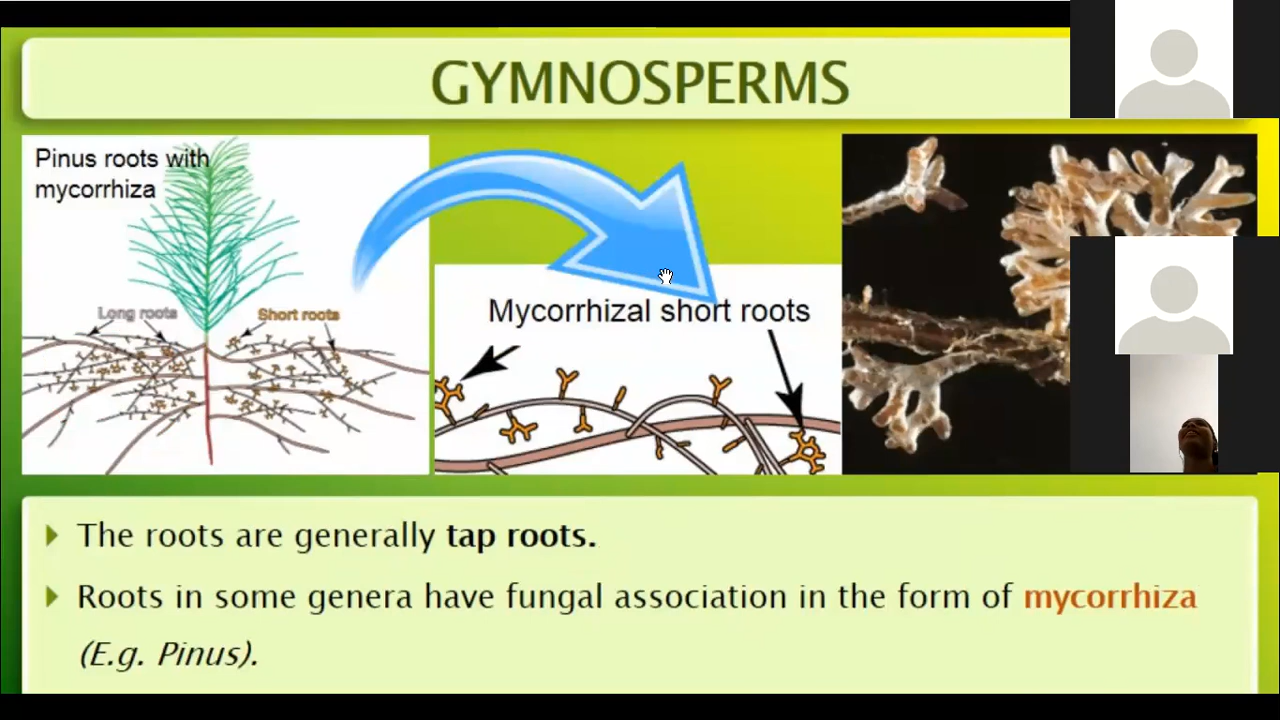 GYMNOSPERMS
Pinus roots with
mycorrhiza
Long roots
Short roots
Mycorrhizal short roots
The roots are generally tap roots.
Roots in some genera have fungal association in the form of mycorrhiza
(E.g. Pinus).